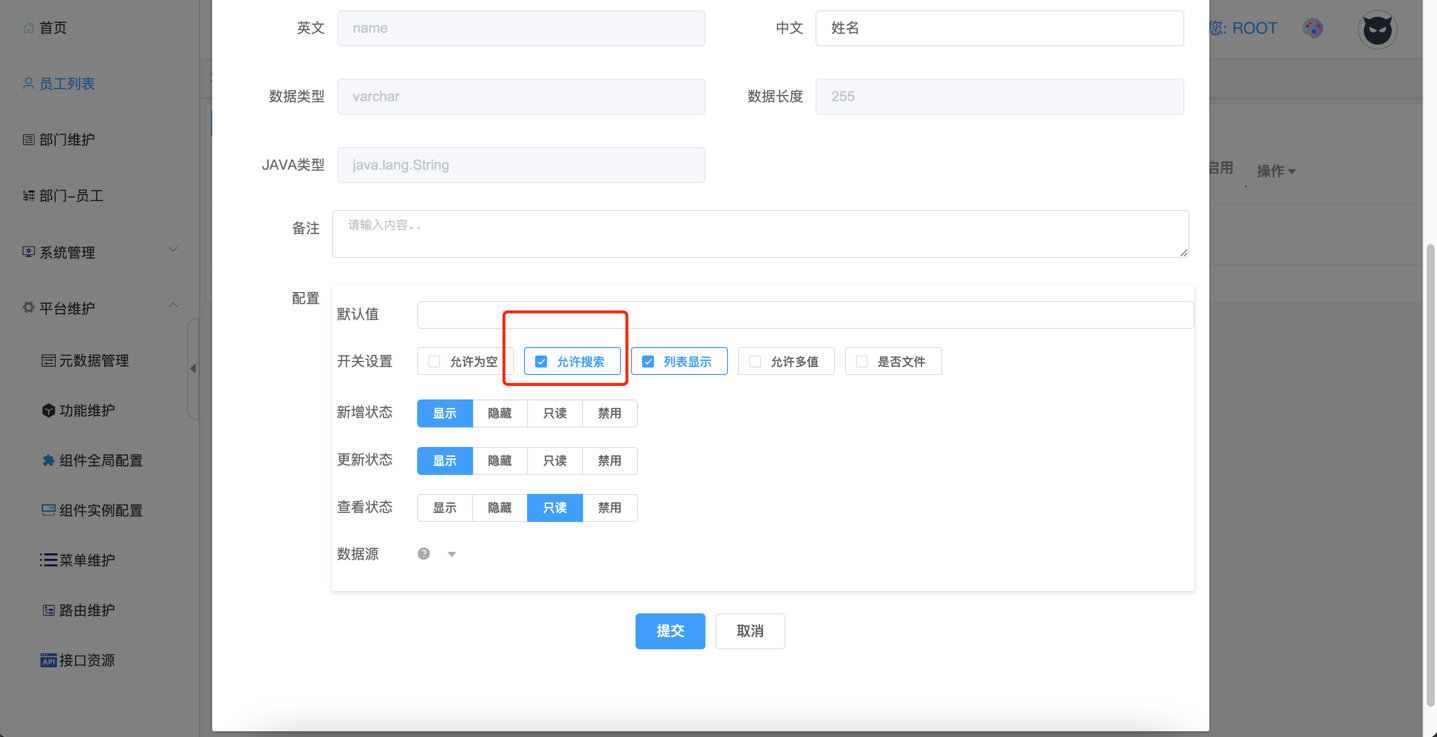 首页
员工列表
部门维护
部门-员工
系统管理
平台维护
元数据管理
功能维护
组件全局配置
组件实例配置
菜单维护
路由维护
API 接口资源
您: ROOT
启用 操作
英文 name 中文 姓名
数据类型 varchar 数据长度 255
JAVA类型 java.lang.String
备注 请输入内容..
配置
默认值
开关设置 允许为空 允许搜索 列表显示 允许多值 是否文件
新增状态 显示 隐藏 只读 禁用
更新状态 显示 隐藏 只读 禁用
查看状态 显示 隐藏 只读 禁用
数据源 ?
提交 取消